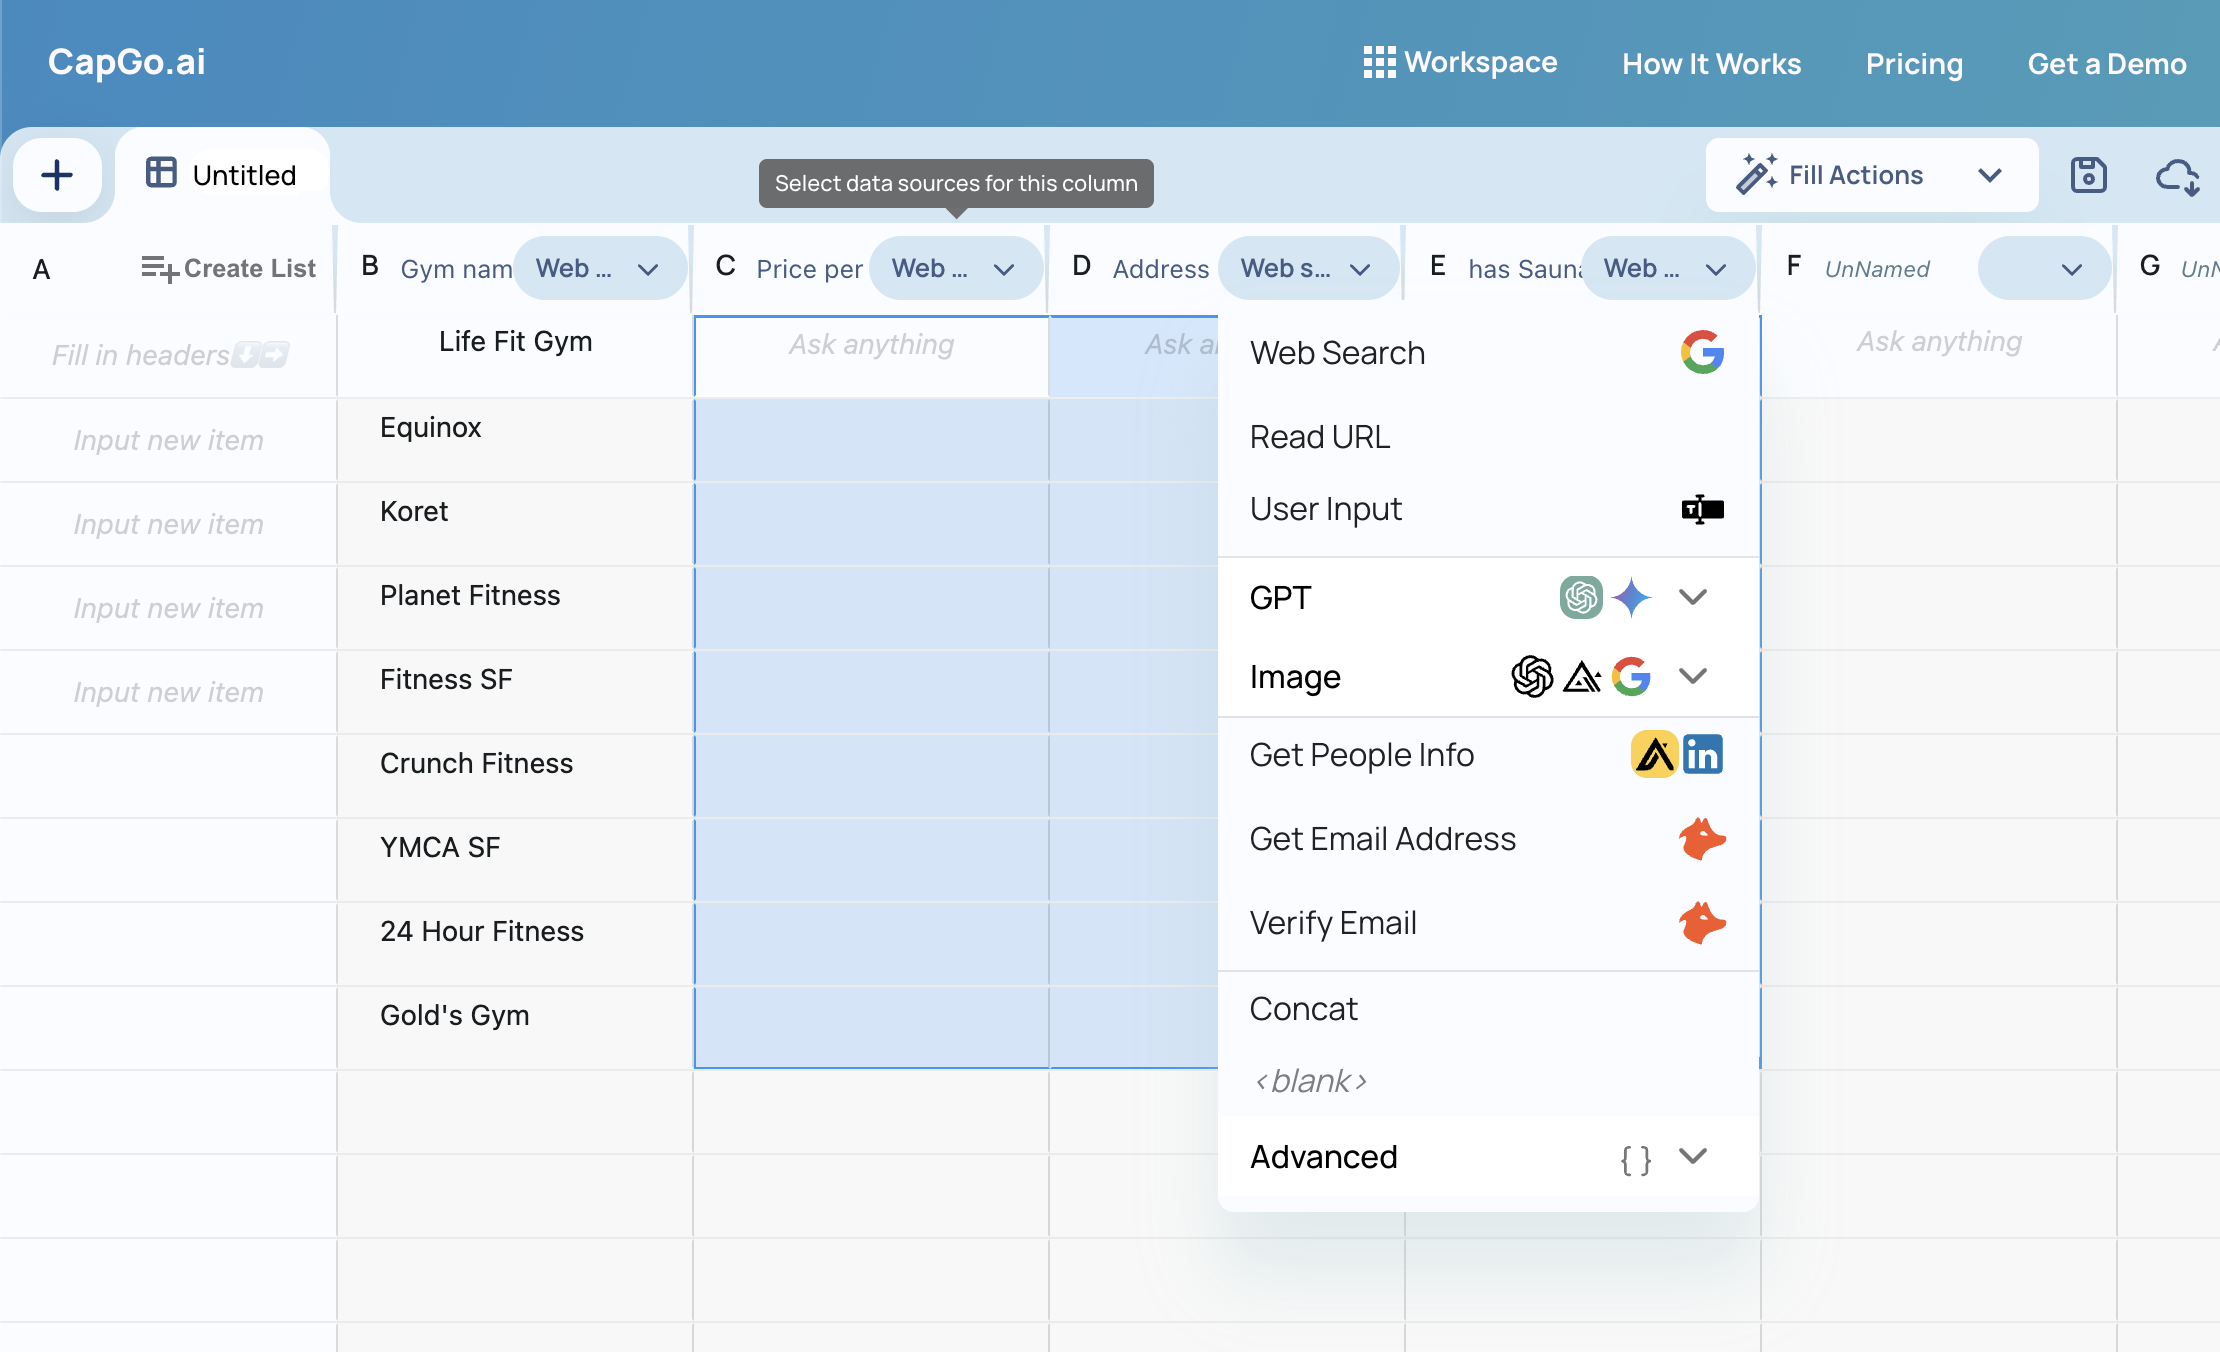 CapGo.ai
Workspace
How It Works
Pricing
Get a Demo
Untitled
Select data sources for this column
Fill Actions
A
Create List
B
Gym nam
Web ...
C
Price per
Web ...
D
Address
Web s...
E
has Sauna
Web ...
F
UnNamed
G
UnN
Fill in headers
Life Fit Gym
Ask anything
Ask a
Ask anything
Input new item
Equinox
Input new item
Koret
Input new item
Planet Fitness
Input new item
Fitness SF
Crunch Fitness
YMCA SF
24 Hour Fitness
Gold's Gym
Web Search
Read URL
User Input
GPT
Image
Get People Info
Get Email Address
Verify Email
Concat
<blank>
Advanced
{ }